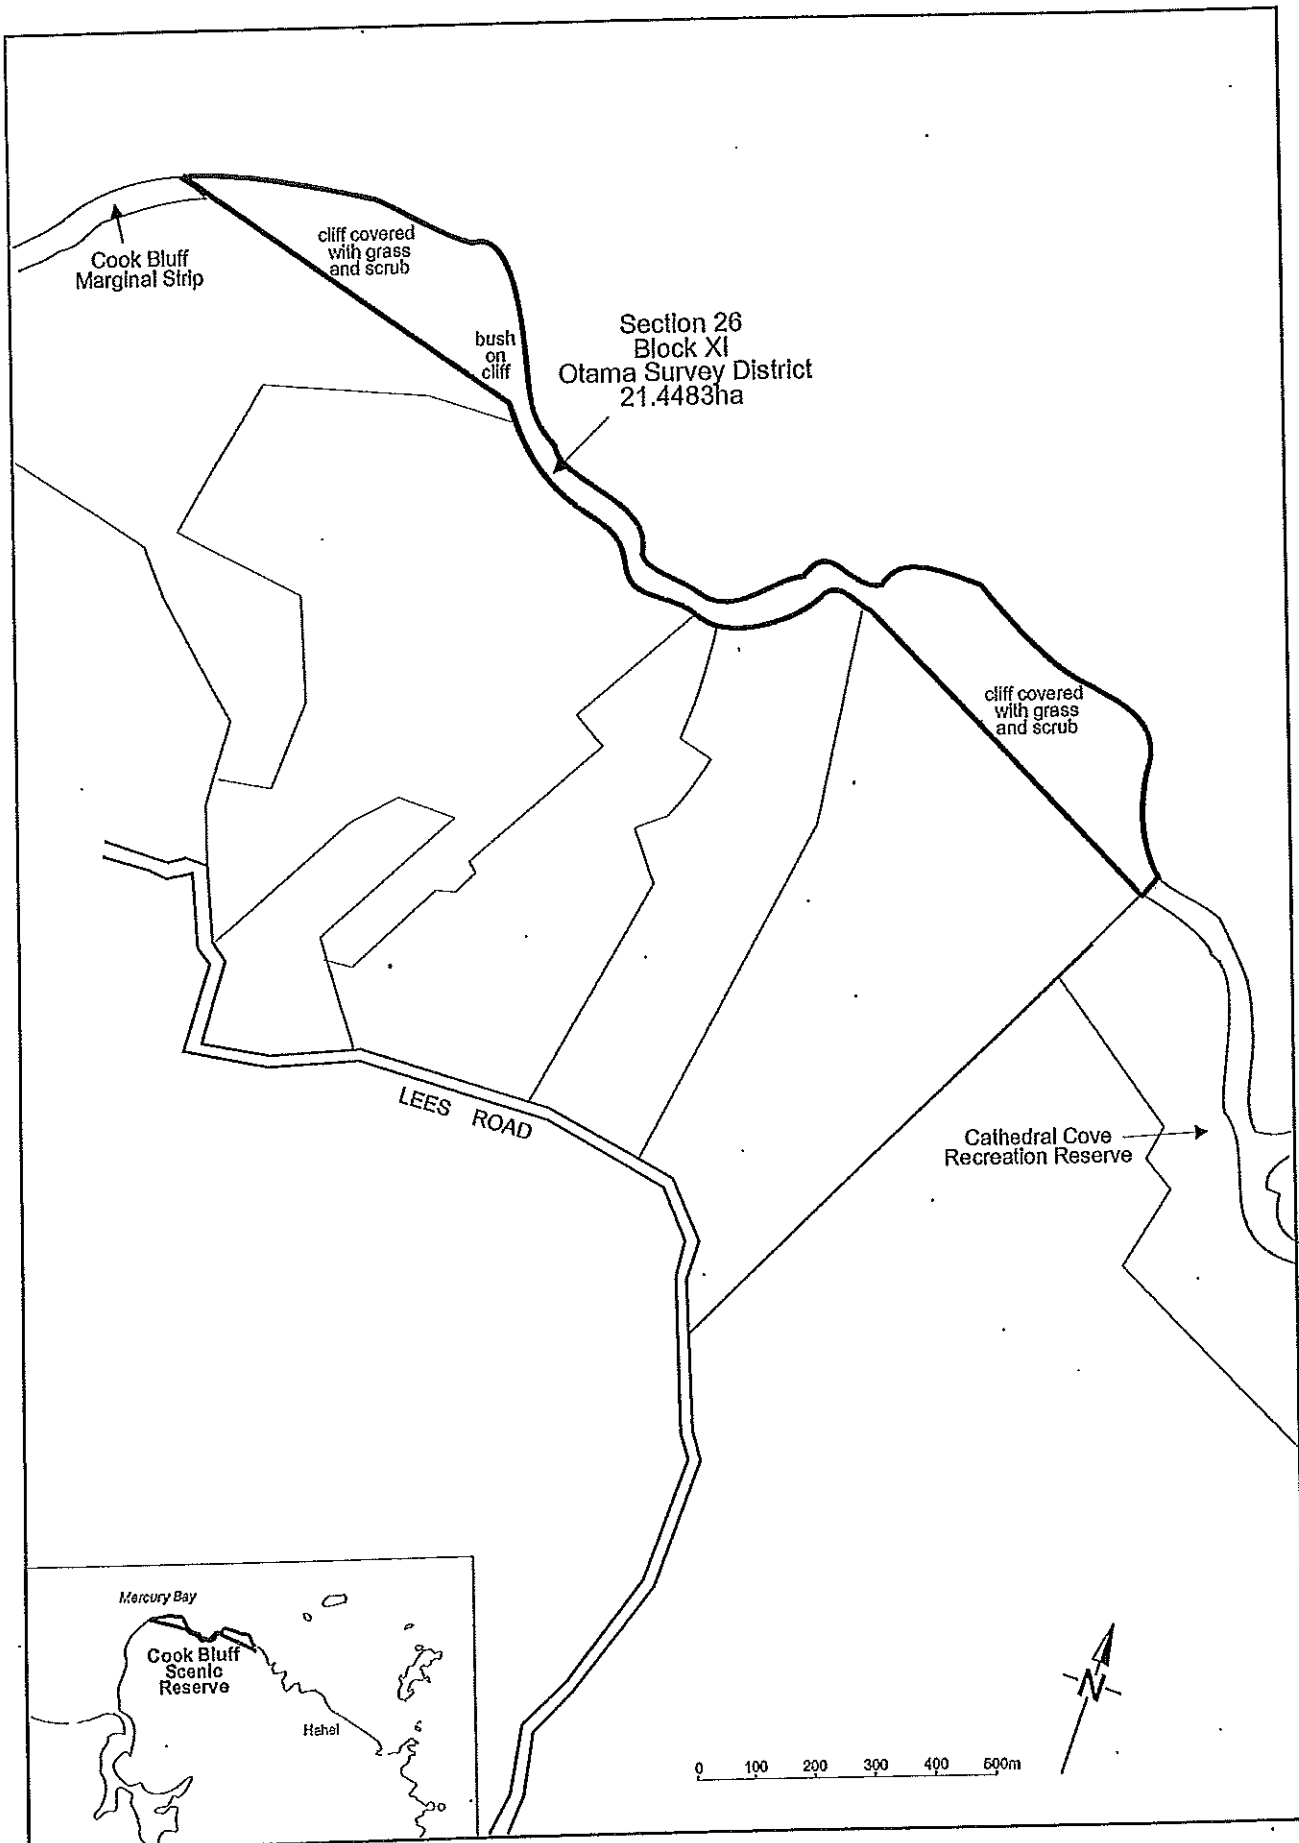 Cook Bluff
Marginal Strip
cliff covered
with grass
and scrub
bush
on
cliff
Section 26
Block XI
Otama Survey District
21.4483ha
cliff covered
with grass
and scrub
LEES ROAD
Cathedral Cove
Recreation Reserve
Mercury Bay
Cook Bluff
Scenic
Reserve
Hahei
N
0 100 200 300 400 500m